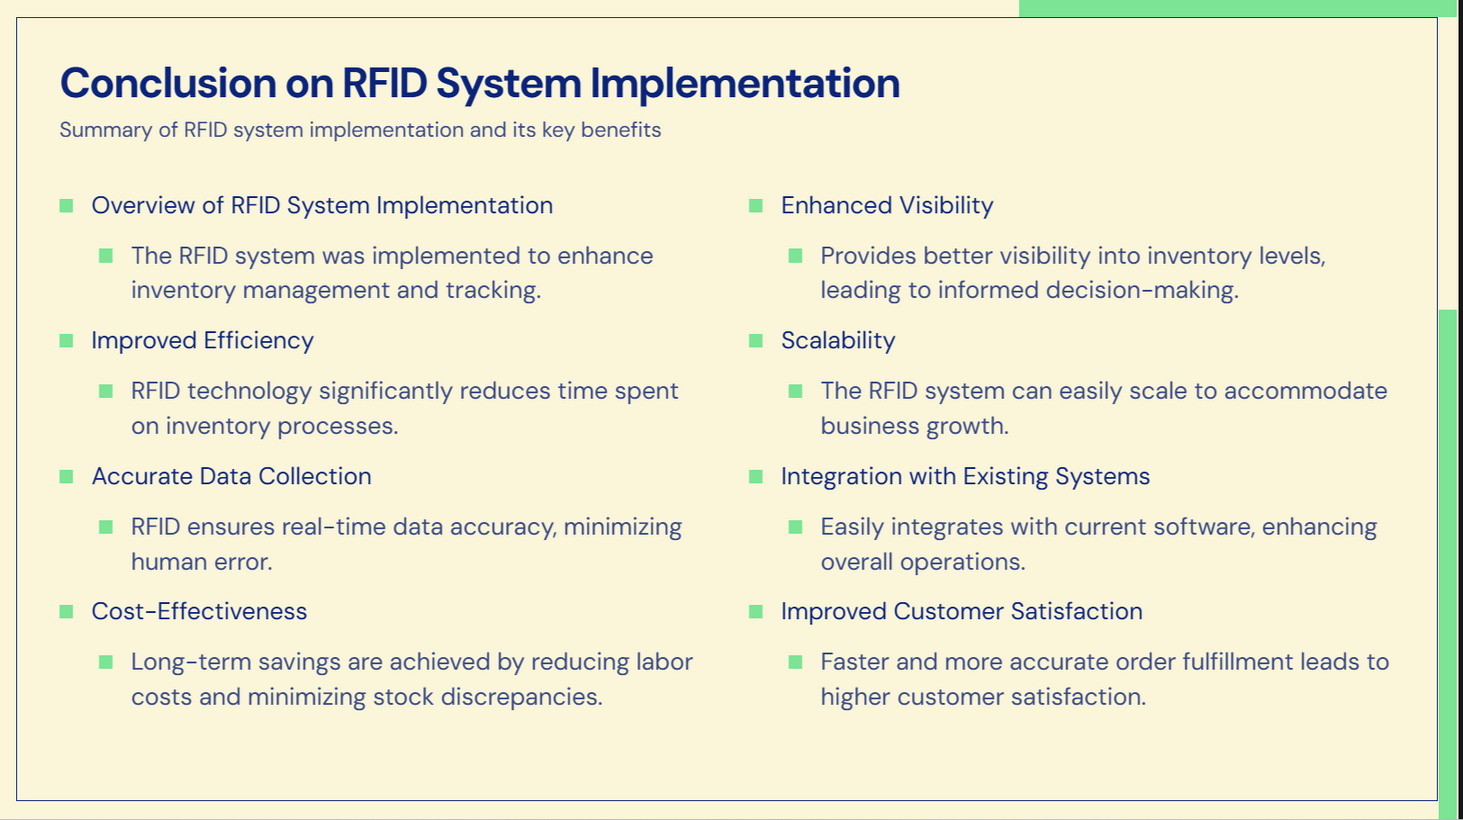 Conclusion on RFID System Implementation
Summary of RFID system implementation and its key benefits
Overview of RFID System Implementation
The RFID system was implemented to enhance
inventory management and tracking.
Improved Efficiency
RFID technology significantly reduces time spent
on inventory processes.
Accurate Data Collection
RFID ensures real-time data accuracy, minimizing
human error.
Cost-Effectiveness
Long-term savings are achieved by reducing labor
costs and minimizing stock discrepancies.
Enhanced Visibility
Provides better visibility into inventory levels,
leading to informed decision-making.
Scalability
The RFID system can easily scale to accommodate
business growth.
Integration with Existing Systems
Easily integrates with current software, enhancing
overall operations.
Improved Customer Satisfaction
Faster and more accurate order fulfillment leads to
higher customer satisfaction.